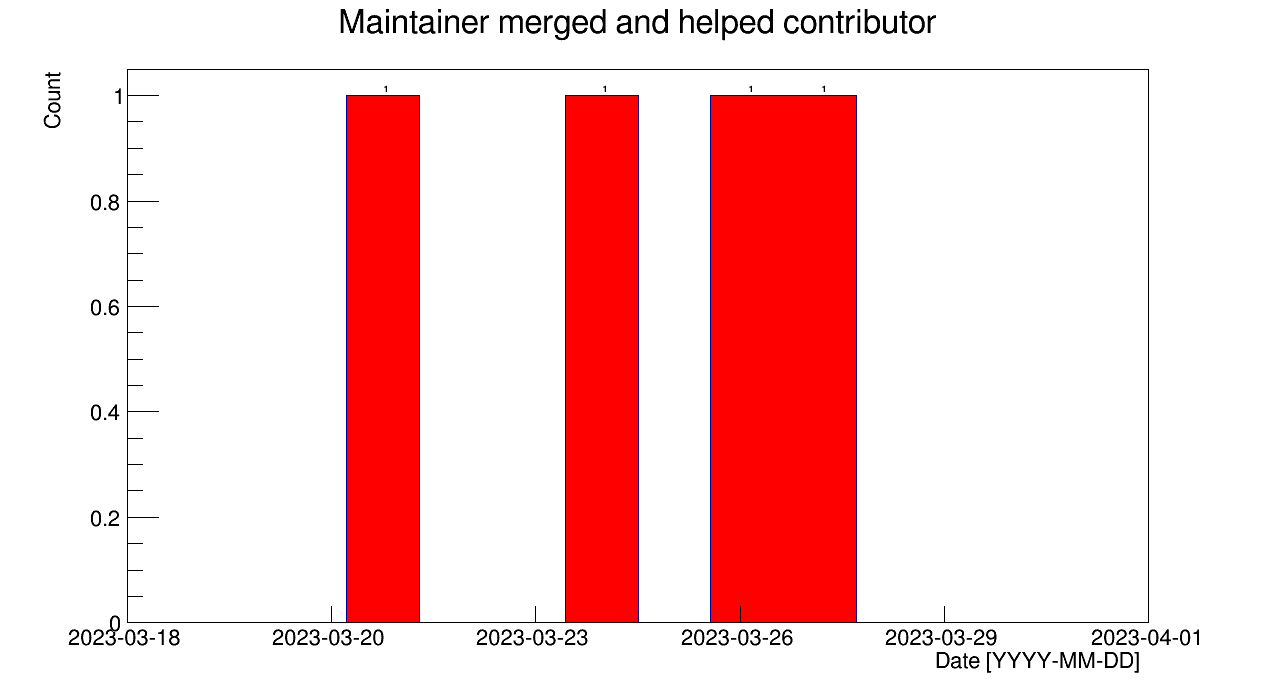 Maintainer merged and helped contributor
Count
1
0.8
0.6
0.4
0.2
0
1 1 1 1
2023-03-18 2023-03-20 2023-03-23 2023-03-26 2023-03-29 2023-04-01
Date [YYYY-MM-DD]